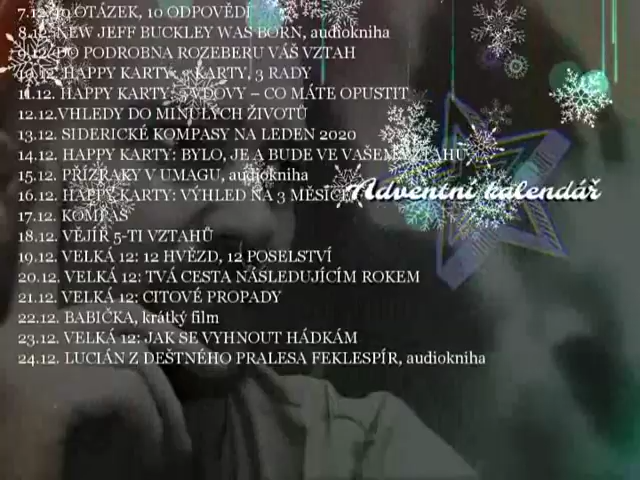 7.12. 10 OTÁZEK, 10 ODPOVĚDÍ
8.12. NEW JEFF BUCKLEY WAS BORN, audiokniha
9.12. DO PODROBNA ROZEBERU VÁŠ VZTAH
10.12. HAPPY KARTY: KARTY, 3 RADY
11.12. HAPPY KARTY: VDOVY – CO MÁTE OPUSTIT
12.12.VHLEDY DO MINULÝCH ŽIVOTŮ
13.12. SIDERICKÉ KOMPASY NA LEDEN 2020
14.12. HAPPY KARTY: BYLO, JE A BUDE VE VAŠEM VZTAHU
15.12. PŘÍZRAKY V UMAGU, audiokniha
16.12. HAPPY KARTY: VÝHLED NA 3 MĚSÍCE
Adventní kalendář
17.12. KOMPAS
18.12. VĚJÍŘ 5-TI VZTAHŮ
19.12. VELKÁ 12: 12 HVĚZD, 12 POSELSTVÍ
20.12. VELKÁ 12: TVÁ CESTA NÁSLEDUJÍCÍM ROKEM
21.12. VELKÁ 12: CITOVÉ PROPADY
22.12. BABIČKA, krátký film
23.12. VELKÁ 12: JAK SE VYHNOUT HÁDKÁM
24.12. LUCIÁN Z DEŠTNÉHO PRALESA FEKLESPÍR, audiokniha